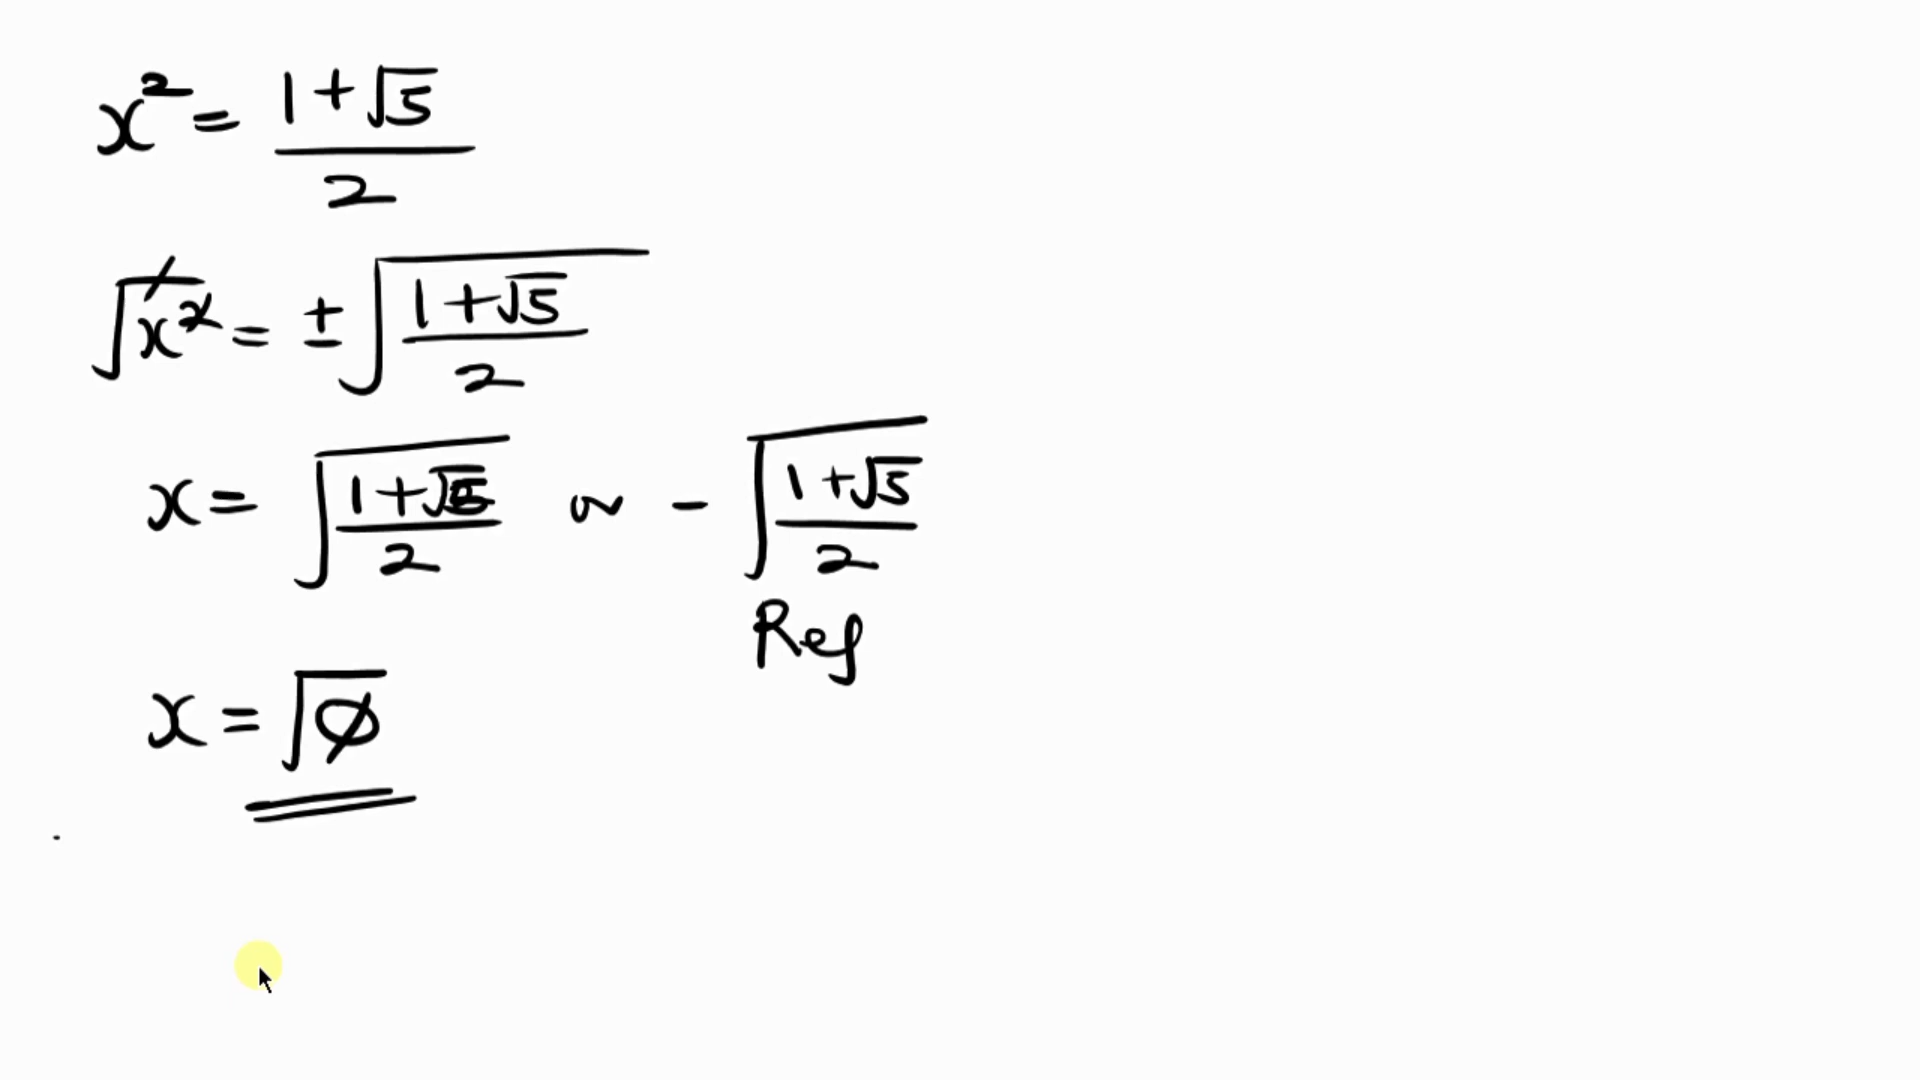 x² = (1+√5)/2
√x² = ± √((1+√5)/2)
x = √((1+√5)/2) or - √((1+√5)/2)
Rej
x = √Ø